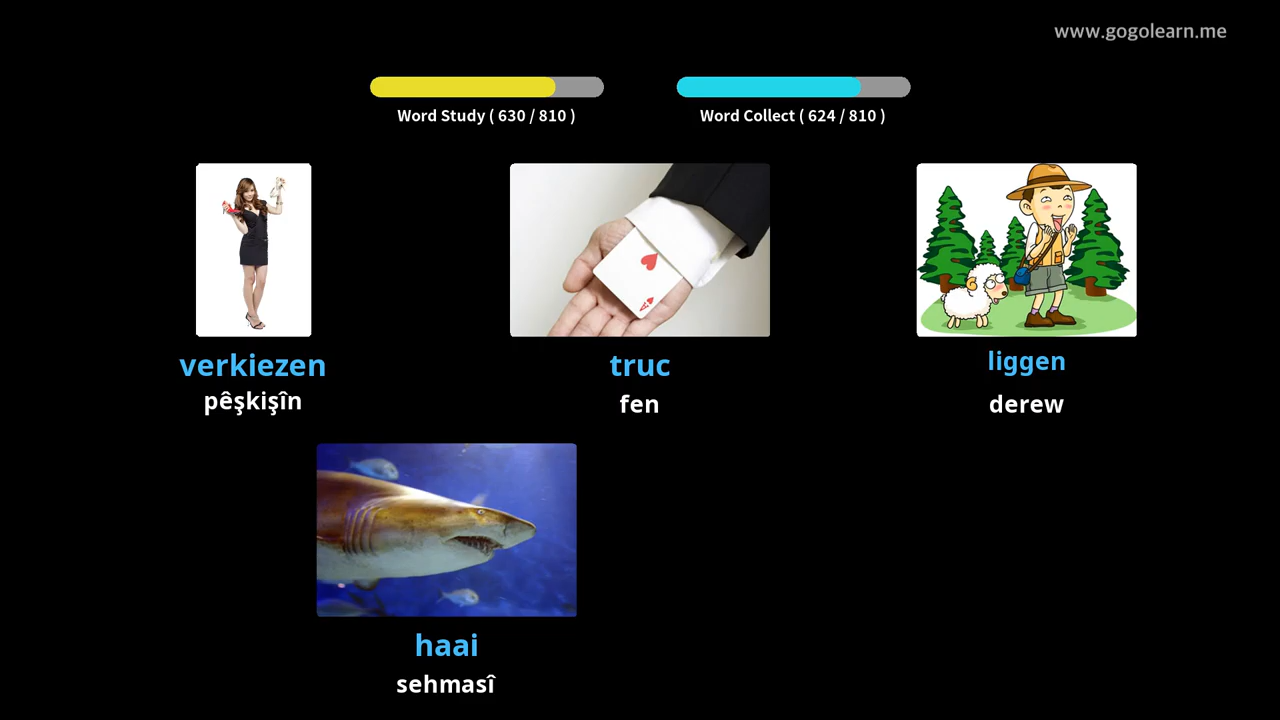 www.gogolearn.me
Word Study ( 630 / 810 )
Word Collect ( 624 / 810 )
verkiezen
pêşkişîn
truc
fen
liggen
derew
haai
sehmasî